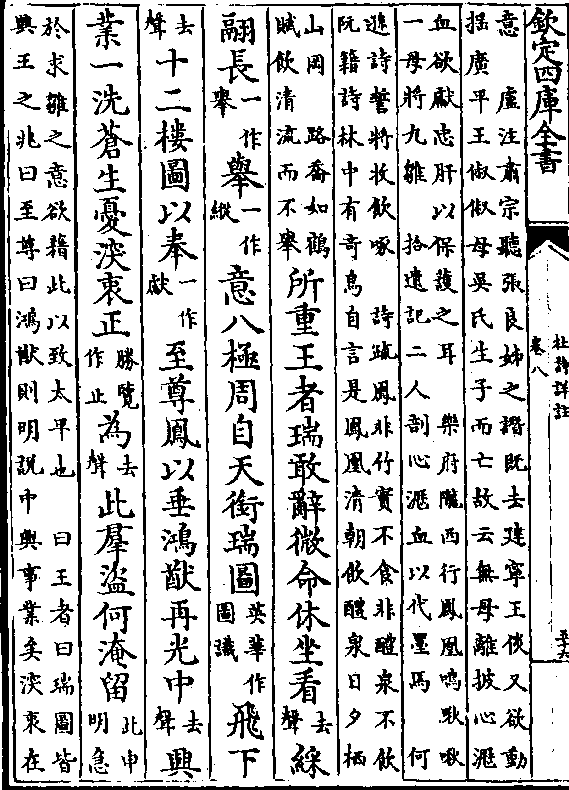 欽定四庫全書
杜詩詳註
卷八
意 盧注肅宗聽張良姊之譖既去建寧王倓又欲動
摇廣平王俶俶母吳氏生子而亡故云無母離披心瀝
血欲獻忠肝以保護之耳 樂府隴西行鳳凰鳴啾啾
一母將九雛 拾遺記二人剖心瀝血以代墨焉 何
遜詩誓將收飲啄 詩疏鳳非竹實不食非醴泉不飲
阮籍詩林中有奇鳥自言是鳳凰清朝飲醴泉日夕栖
山岡 路喬如鶴賦飲清流而不舉所重王者瑞敢辭微命休坐看去聲綵
翮長一作舉舉一作縱意八極周自天銜瑞圖英華作圖讖飛下
去聲十二樓圖以奉一作獻至尊鳳以垂鴻猷再光中去聲興
業一洗蒼生憂深衷正勝覽作止為去聲此羣盜何淹留此申明急
於求雛之意欲藉此以致太平也 曰王者曰瑞圖皆
興王之兆曰至尊曰鴻猷則明說中興事業矣深衷在